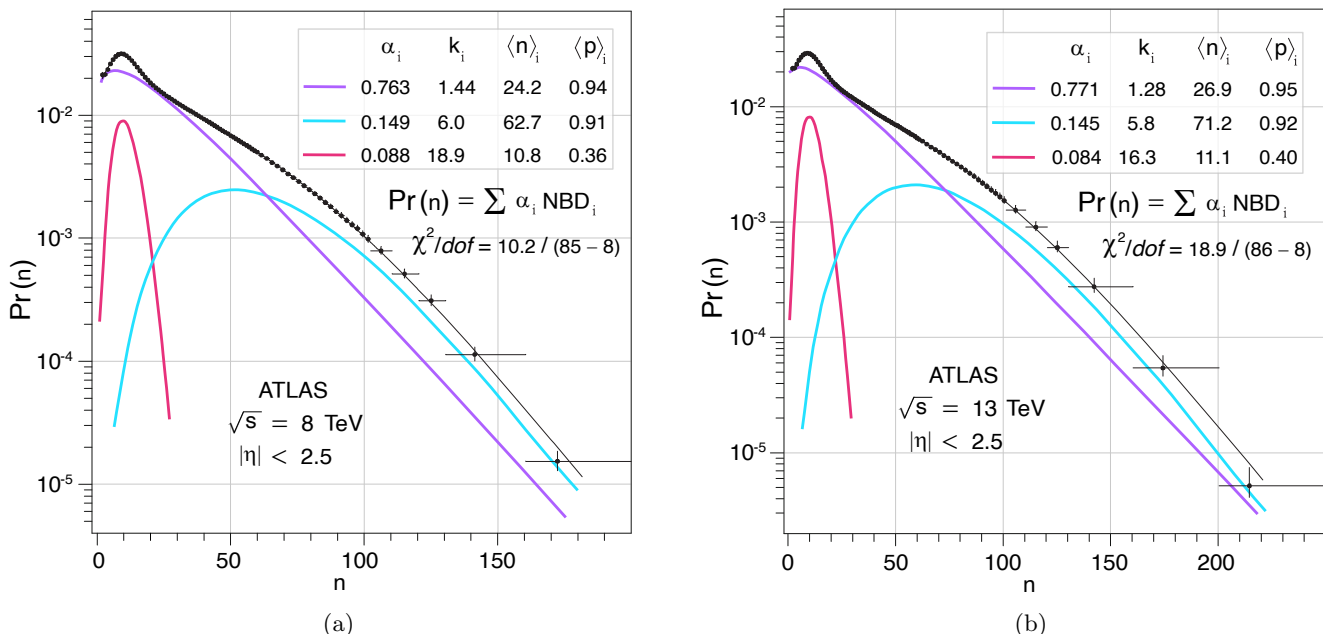 (a)
α_i k_i ⟨n⟩_i ⟨p⟩_i
0.763 1.44 24.2 0.94
0.149 6.0 62.7 0.91
0.088 18.9 10.8 0.36
Pr(n) = ∑ α_i NBD_i
χ²/dof = 10.2 / (85 – 8)
Pr(n)
10⁻²
10⁻³
10⁻⁴
10⁻⁵
ATLAS
√s = 8 TeV
|η| < 2.5
0 50 100 150
n
(b)
α_i k_i ⟨n⟩_i ⟨p⟩_i
0.771 1.28 26.9 0.95
0.145 5.8 71.2 0.92
0.084 16.3 11.1 0.40
Pr(n) = ∑ α_i NBD_i
χ²/dof = 18.9 / (86 – 8)
Pr(n)
10⁻²
10⁻³
10⁻⁴
10⁻⁵
ATLAS
√s = 13 TeV
|η| < 2.5
0 50 100 150 200
n